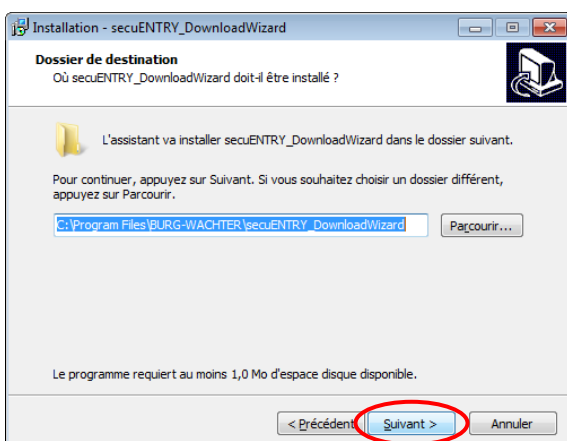 Installation - secuENTRY_DownloadWizard
Dossier de destination
Où secuENTRY_DownloadWizard doit-il être installé ?
L'assistant va installer secuENTRY_DownloadWizard dans le dossier suivant.
Pour continuer, appuyez sur Suivant. Si vous souhaitez choisir un dossier différent,
appuyez sur Parcourir.
C:\Program Files\BURG-WACHTER\secuENTRY_DownloadWizard Parcourir...
Le programme requiert au moins 1,0 Mo d'espace disque disponible.
< Précédent Suivant > Annuler